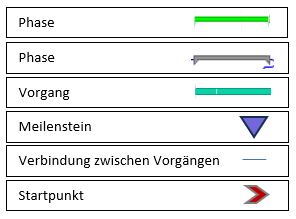 Phase
Phase
Vorgang
Meilenstein
Verbindung zwischen Vorgängen
Startpunkt